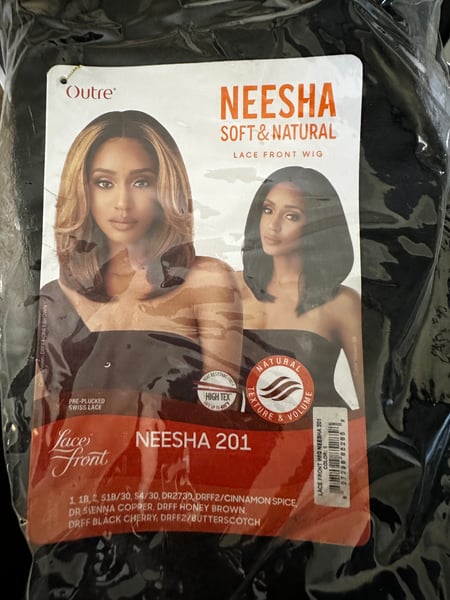 Outre®
NEESHA
SOFT & NATURAL
LACE FRONT WIG
PRE-PLUCKED
SWISS LACE
HIGH TEX
NATURAL
TEXTURE & VOLUME
Lace
Front
NEESHA 201
LACE FRONT WIG NEESHA 201
COLOR: 1
1, 1B, 2, S1B/30, S4/30, DR2730, DRFF2/CINNAMON SPICE,
DR SIENNA COPPER, DRFF HONEY BROWN,
DRFF BLACK CHERRY, DRFF2/BUTTERSCOTCH